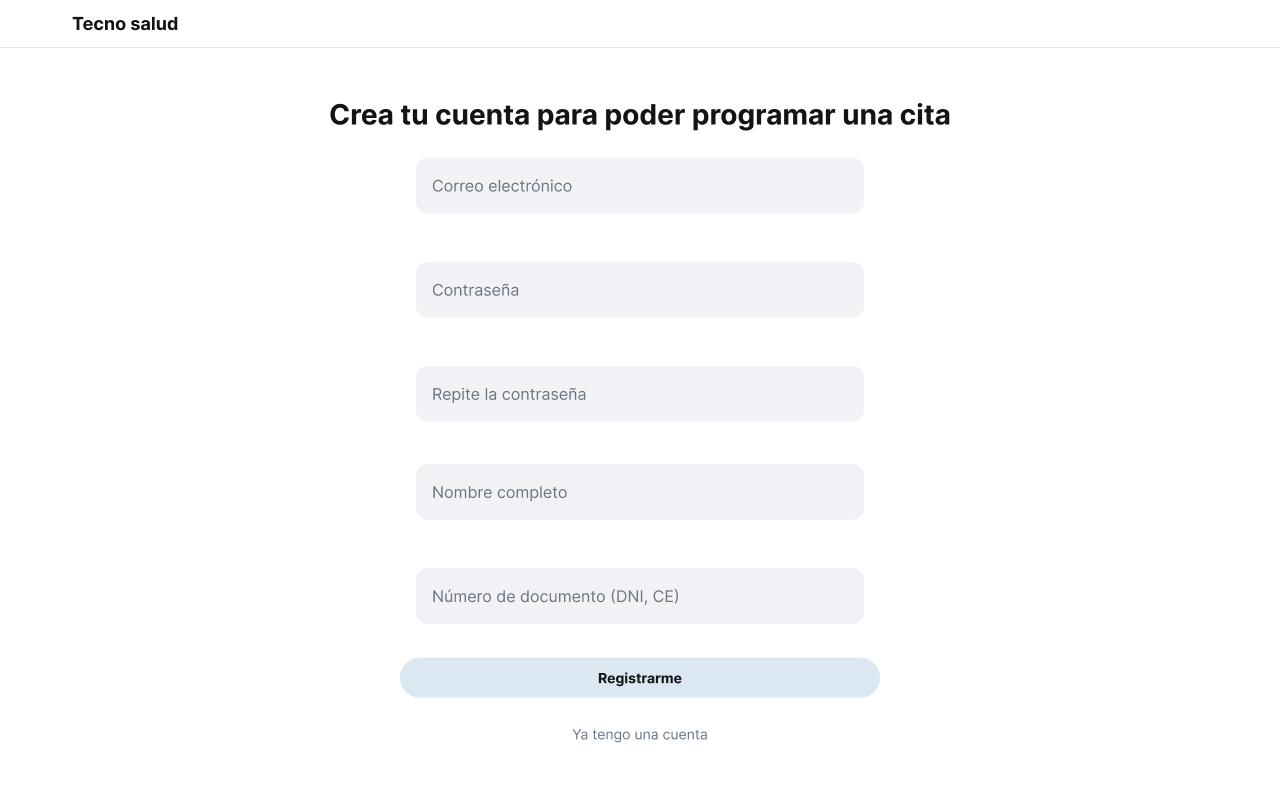 Tecno salud
Crea tu cuenta para poder programar una cita
Correo electrónico
Contraseña
Repite la contraseña
Nombre completo
Número de documento (DNI, CE)
Registrarme
Ya tengo una cuenta